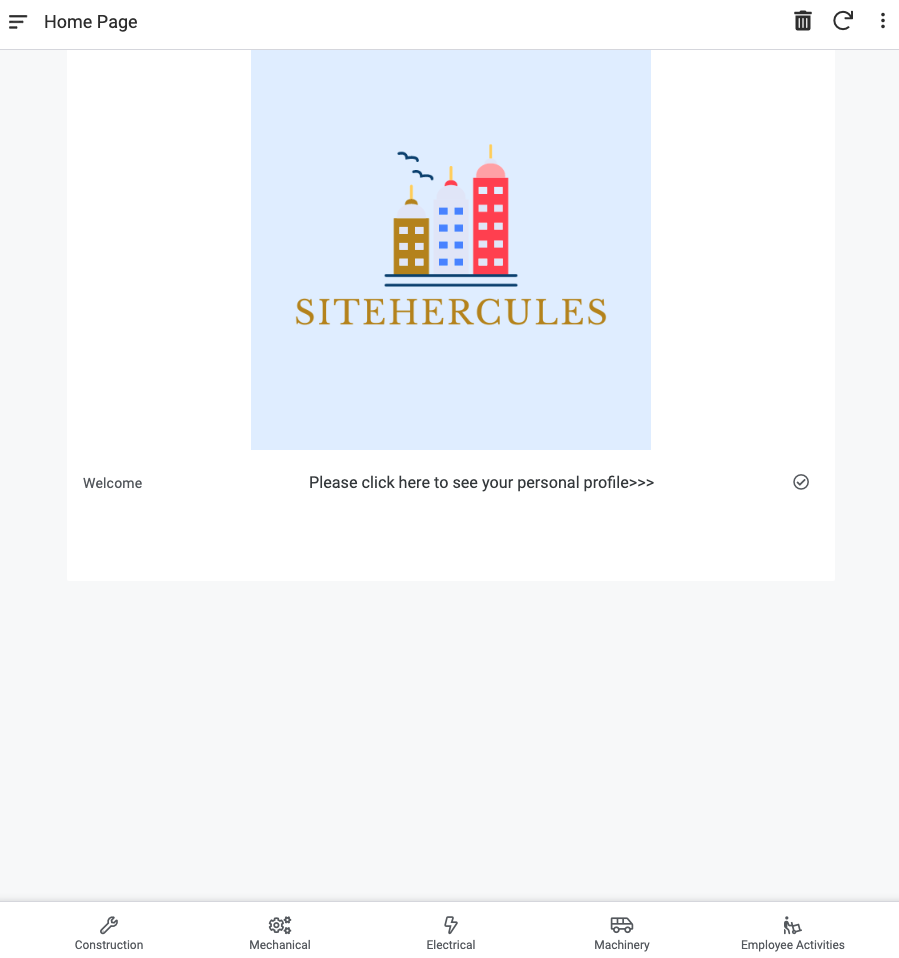 Home Page
SITEHERCULES
Welcome
Please click here to see your personal profile>>>
Construction
Mechanical
Electrical
Machinery
Employee Activities